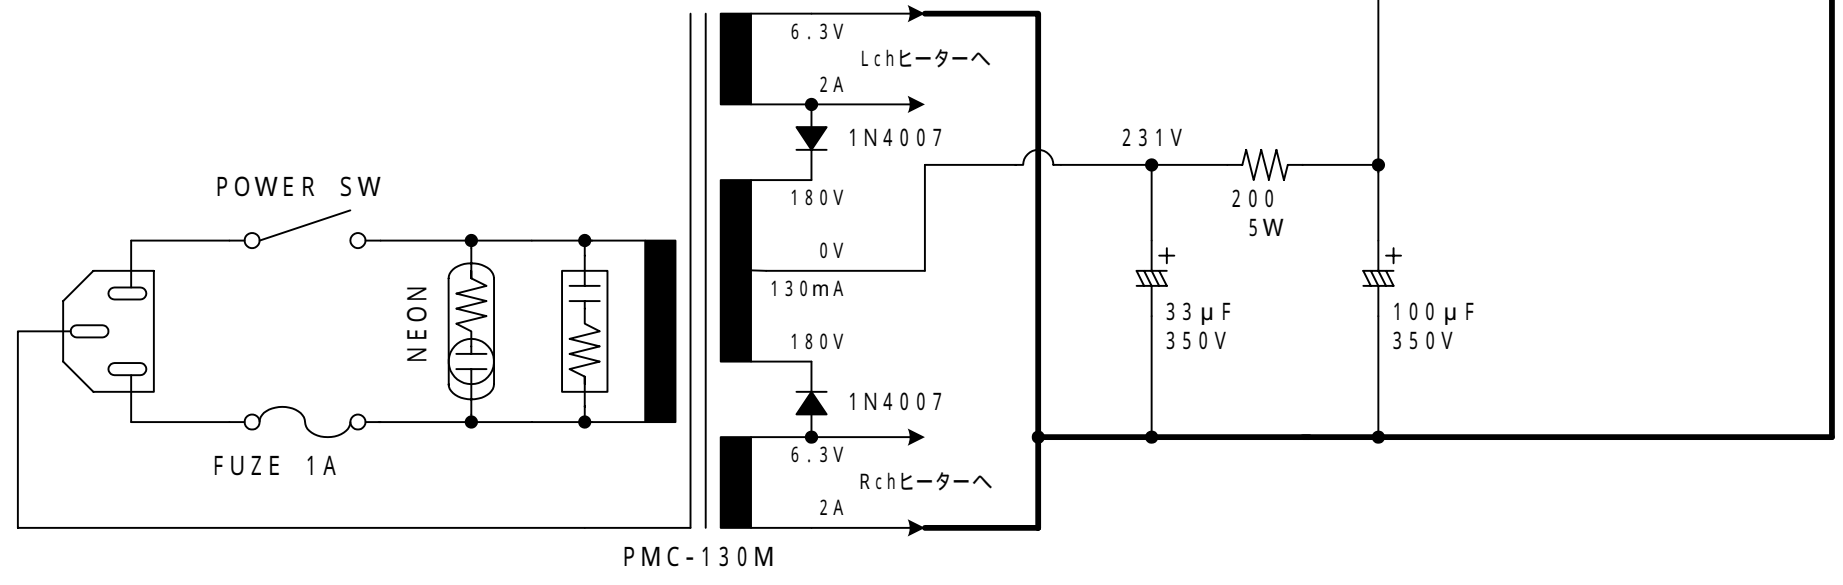 6.3V
Lchヒーターへ
2A
1N4007
231V
POWER SW
180V
200
5W
0V
130mA
NEON
33μF
350V
100μF
350V
180V
1N4007
FUZE 1A
6.3V
Rchヒーターへ
2A
PMC-130M
+
+